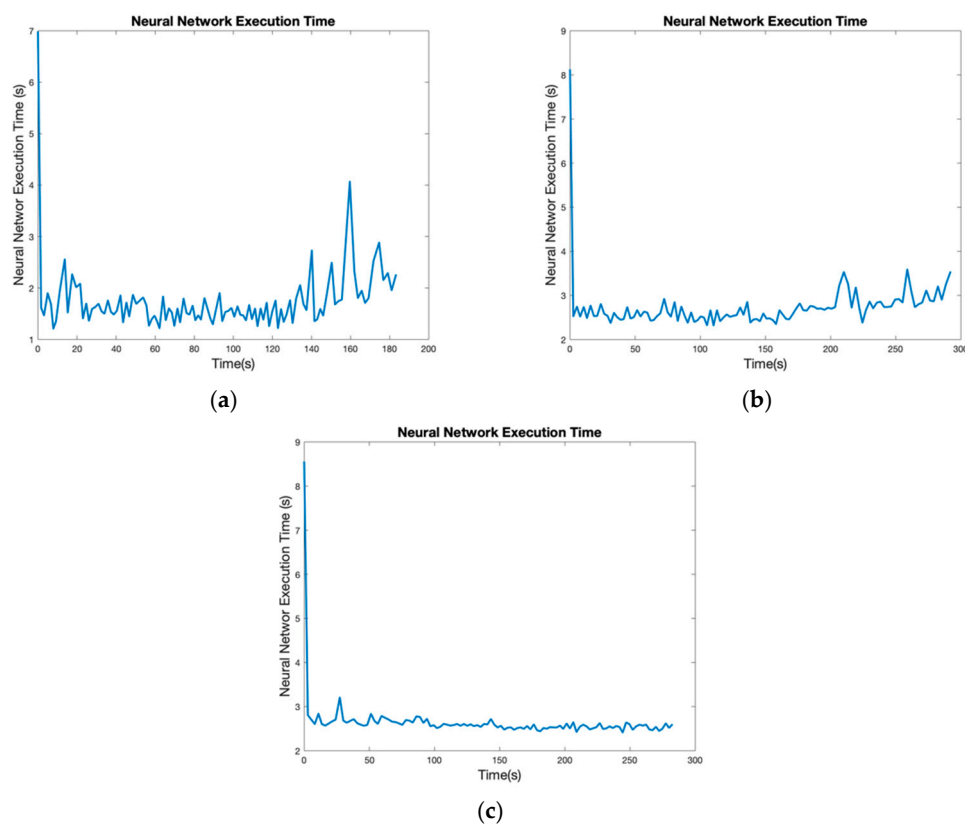 Neural Network Execution Time
Neural Networ Execution Time (s)
7
6
5
4
3
2
1
0 20 40 60 80 100 120 140 160 180 200
Time(s)
(a)
Neural Network Execution Time
Neural Networ Execution Time (s)
9
8
7
6
5
4
3
2
0 50 100 150 200 250 300
Time(s)
(b)
Neural Network Execution Time
Neural Networ Execution Time (s)
9
8
7
6
5
4
3
2
0 50 100 150 200 250 300
Time(s)
(c)